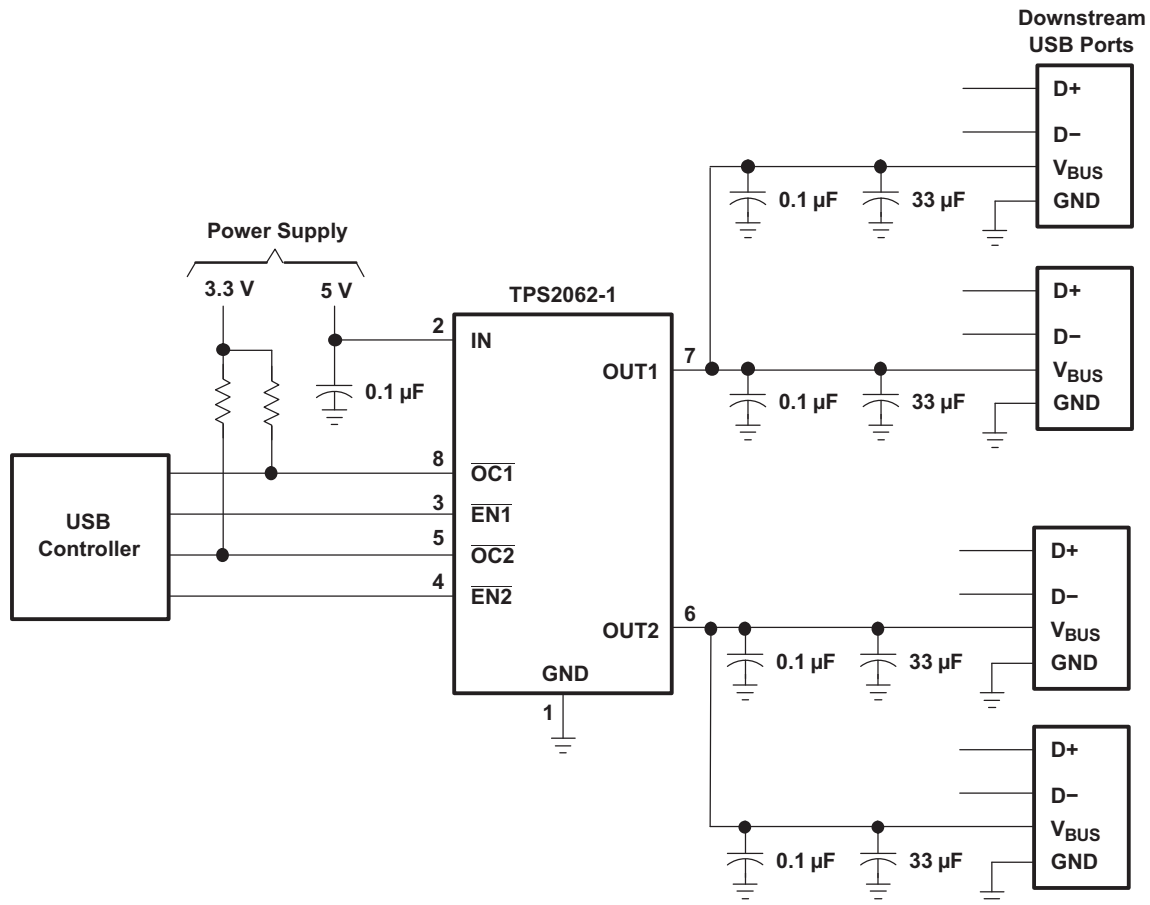 Downstream
USB Ports
D+
D−
VBUS
GND
0.1 µF
33 µF
Power Supply
3.3 V
5 V
0.1 µF
TPS2062-1
2
IN
OUT1
7
D+
D−
VBUS
GND
0.1 µF
33 µF
USB
Controller
8
OC1
3
EN1
5
OC2
4
EN2
OUT2
6
GND
1
D+
D−
VBUS
GND
0.1 µF
33 µF
D+
D−
VBUS
GND
0.1 µF
33 µF